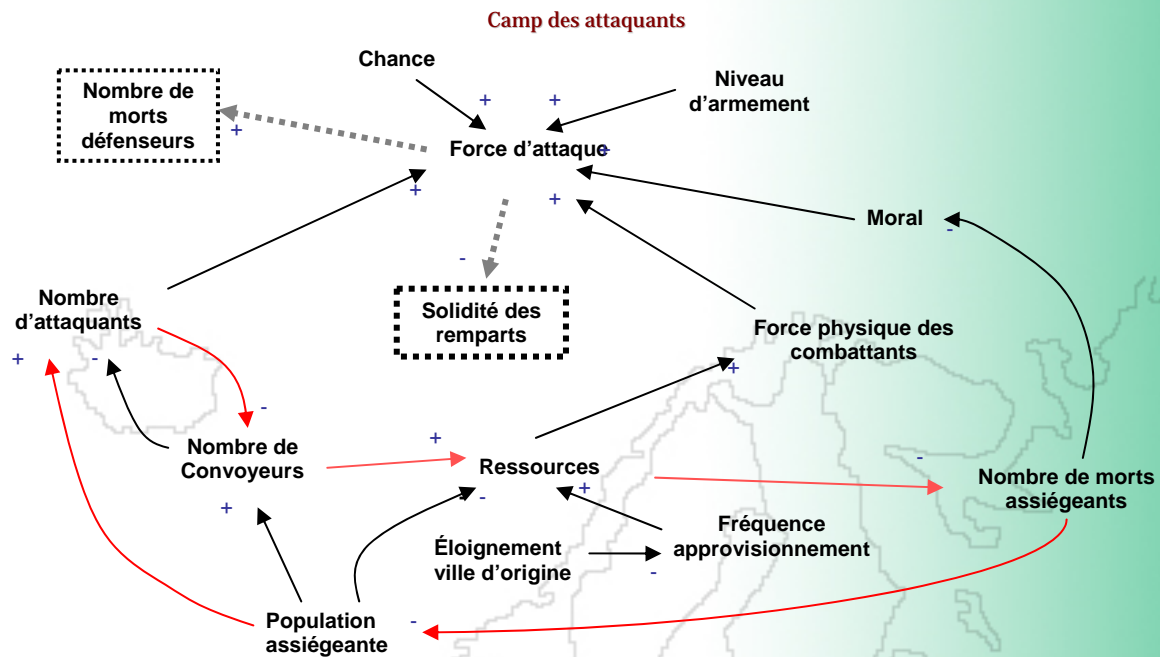 Camp des attaquants
Chance
Nombre de
morts
défenseurs
Niveau
d'armement
+
+
+
Force d'attaque
+
+
+
Moral
-
-
Nombre
d'attaquants
Solidité des
remparts
Force physique des
combattants
+
-
+
-
Nombre de
Convoyeurs
+
Ressources
-
Nombre de morts
assiégeants
+
-
+
Fréquence
approvisionnement
Éloignement
ville d'origine
-
Population
assiégeante
-